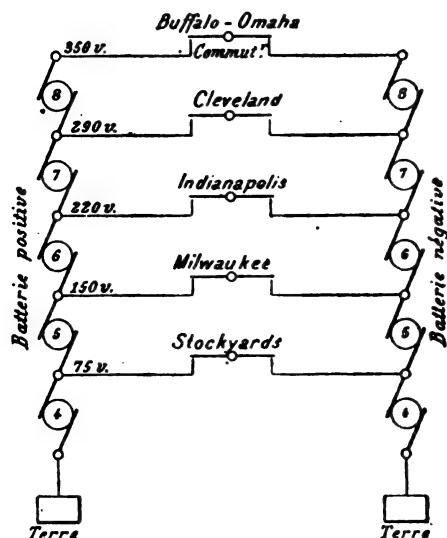 Buffalo-Omaha
350 v.
Commut.r
8
8
Cleveland
290 v.
7
7
Indianapolis
220 v.
Batterie positive
6
6
Batterie négative
Milwaukee
150 v.
5
5
Stockyards
75 v.
4
4
Terre
Terre